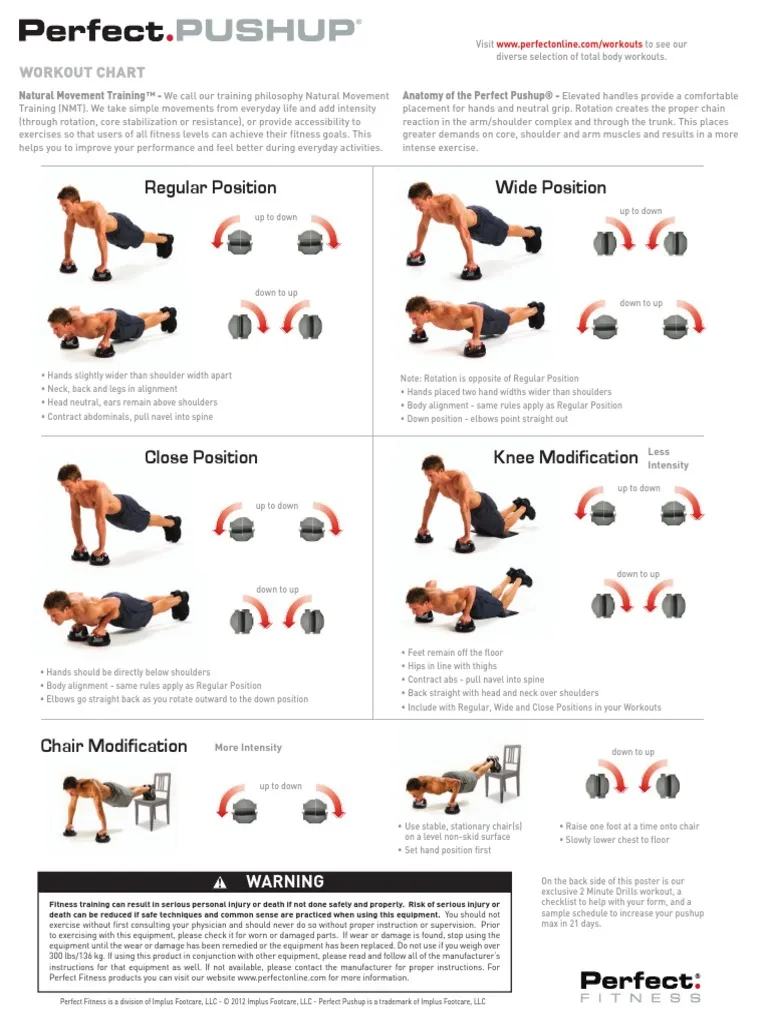 Perfect.PUSHUP®
Visit www.perfectonline.com/workouts to see our
diverse selection of total body workouts.
WORKOUT CHART
Natural Movement Training™ - We call our training philosophy Natural Movement
Training (NMT). We take simple movements from everyday life and add intensity
(through rotation, core stabilization or resistance), or provide accessibility to
exercises so that users of all fitness levels can achieve their fitness goals. This
helps you to improve your performance and feel better during everyday activities.
Anatomy of the Perfect Pushup® - Elevated handles provide a comfortable
placement for hands and neutral grip. Rotation creates the proper chain
reaction in the arm/shoulder complex and through the trunk. This places
greater demands on core, shoulder and arm muscles and results in a more
intense exercise.
Regular Position
up to down
down to up
• Hands slightly wider than shoulder width apart
• Neck, back and legs in alignment
• Head neutral, ears remain above shoulders
• Contract abdominals, pull navel into spine
Wide Position
up to down
down to up
Note: Rotation is opposite of Regular Position
• Hands placed two hand widths wider than shoulders
• Body alignment - same rules apply as Regular Position
• Down position - elbows point straight out
Close Position
up to down
down to up
• Hands should be directly below shoulders
• Body alignment - same rules apply as Regular Position
• Elbows go straight back as you rotate outward to the down position
Knee Modification
Less
Intensity
up to down
down to up
• Feet remain off the floor
• Hips in line with thighs
• Contract abs - pull navel into spine
• Back straight with head and neck over shoulders
• Include with Regular, Wide and Close Positions in your Workouts
Chair Modification
More Intensity
up to down
down to up
• Use stable, stationary chair(s)
on a level non-skid surface
• Set hand position first
• Raise one foot at a time onto chair
• Slowly lower chest to floor
WARNING
Fitness training can result in serious personal injury or death if not done safely and properly. Risk of serious injury or
death can be reduced if safe techniques and common sense are practiced when using this equipment. You should not
exercise without first consulting your physician and should never do so without proper instruction or supervision. Prior
to exercising with this equipment, please check it for worn or damaged parts. If wear or damage is found, stop using the
equipment until the wear or damage has been remedied or the equipment has been replaced. Do not use if you weigh over
300 lbs/136 kg. If using this product in conjunction with other equipment, please read and follow all of the manufacturer's
instructions for that equipment as well. If not available, please contact the manufacturer for proper instructions. For
Perfect Fitness products you can visit our website www.perfectonline.com for more information.
On the back side of this poster is our
exclusive 2 Minute Drills workout, a
checklist to help with your form, and a
sample schedule to increase your pushup
max in 21 days.
Perfect.®
FITNESS
Perfect Fitness is a division of Implus Footcare, LLC - © 2012 Implus Footcare, LLC - Perfect Pushup is a trademark of Implus Footcare, LLC